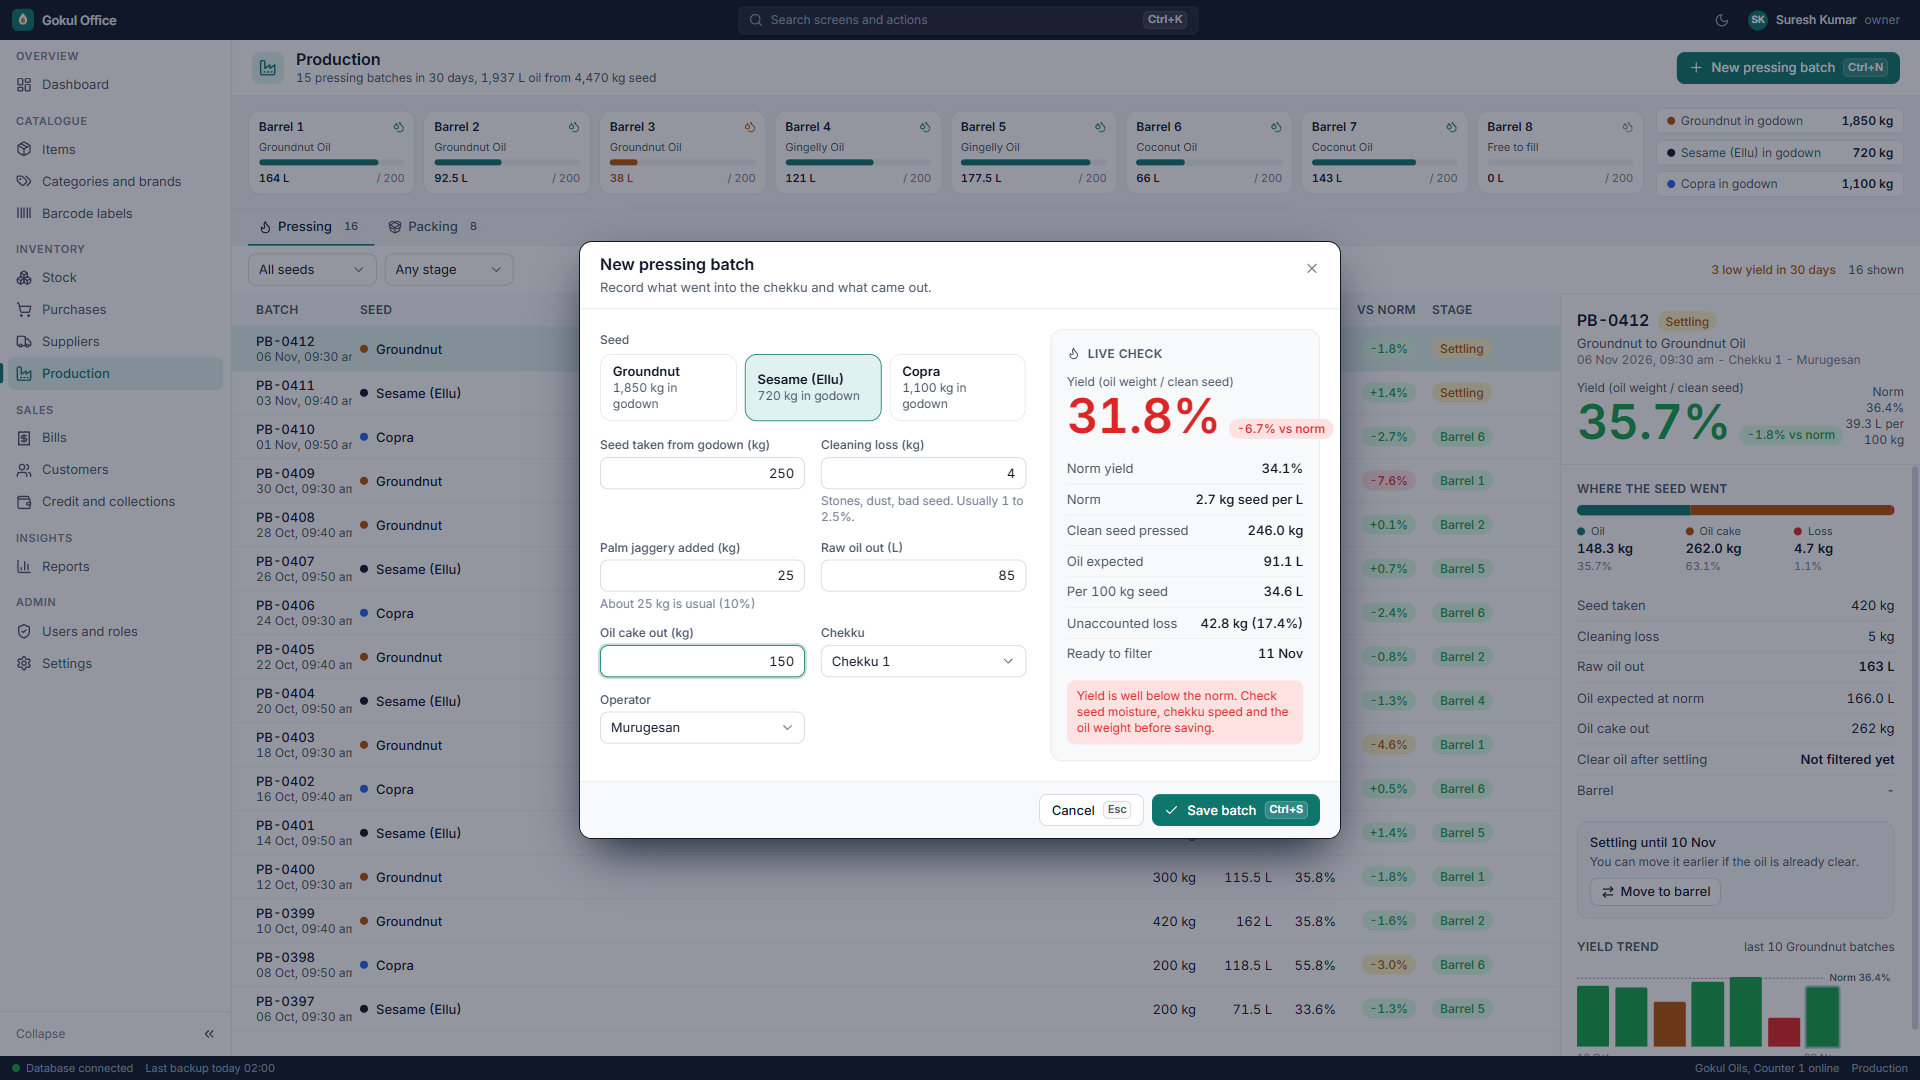 Gokul Office
Search screens and actions
Ctrl+K
SK
Suresh Kumar owner
OVERVIEW
Dashboard
CATALOGUE
Items
Categories and brands
Barcode labels
INVENTORY
Stock
Purchases
Suppliers
Production
SALES
Bills
Customers
Credit and collections
INSIGHTS
Reports
ADMIN
Users and roles
Settings
Collapse
Production
15 pressing batches in 30 days, 1,937 L oil from 4,470 kg seed
New pressing batch Ctrl+N
Barrel 1
Groundnut Oil
164 L / 200
Barrel 2
Groundnut Oil
92.5 L / 200
Barrel 3
Groundnut Oil
38 L / 200
Barrel 4
Gingelly Oil
121 L / 200
Barrel 5
Gingelly Oil
177.5 L / 200
Barrel 6
Coconut Oil
66 L / 200
Barrel 7
Coconut Oil
143 L / 200
Barrel 8
Free to fill
0 L / 200
Groundnut in godown 1,850 kg
Sesame (Ellu) in godown 720 kg
Copra in godown 1,100 kg
Pressing 16
Packing 8
All seeds
Any stage
3 low yield in 30 days 16 shown
BATCH SEED VS NORM STAGE
PB-0412
06 Nov, 09:30 am
Groundnut -1.8% Settling
PB-0411
03 Nov, 09:40 am
Sesame (Ellu) +1.4% Settling
PB-0410
01 Nov, 09:50 am
Copra -2.7% Barrel 6
PB-0409
30 Oct, 09:30 am
Groundnut -7.6% Barrel 1
PB-0408
28 Oct, 09:40 am
Groundnut +0.1% Barrel 2
PB-0407
26 Oct, 09:50 am
Sesame (Ellu) +0.7% Barrel 5
PB-0406
24 Oct, 09:30 am
Copra -2.4% Barrel 6
PB-0405
22 Oct, 09:40 am
Groundnut -0.8% Barrel 2
PB-0404
20 Oct, 09:50 am
Sesame (Ellu) -1.3% Barrel 4
PB-0403
18 Oct, 09:30 am
Groundnut -4.6% Barrel 1
PB-0402
16 Oct, 09:40 am
Copra +0.5% Barrel 6
PB-0401
14 Oct, 09:50 am
Sesame (Ellu) +1.4% Barrel 5
PB-0400
12 Oct, 09:30 am
Groundnut 300 kg 115.5 L 35.8% -1.8% Barrel 1
PB-0399
10 Oct, 09:40 am
Groundnut 420 kg 162 L 35.8% -1.6% Barrel 2
PB-0398
08 Oct, 09:50 am
Copra 200 kg 118.5 L 55.8% -3.0% Barrel 6
PB-0397
06 Oct, 09:30 am
Sesame (Ellu) 200 kg 71.5 L 33.6% -1.3% Barrel 5
New pressing batch
Record what went into the chekku and what came out.
Seed
Groundnut
1,850 kg in
godown
Sesame (Ellu)
720 kg in godown
Copra
1,100 kg in
godown
Seed taken from godown (kg)
250
Cleaning loss (kg)
4
Stones, dust, bad seed. Usually 1 to
2.5%.
Palm jaggery added (kg)
25
About 25 kg is usual (10%)
Raw oil out (L)
85
Oil cake out (kg)
150
Chekku
Chekku 1
Operator
Murugesan
LIVE CHECK
Yield (oil weight / clean seed)
31.8% -6.7% vs norm
Norm yield 34.1%
Norm 2.7 kg seed per L
Clean seed pressed 246.0 kg
Oil expected 91.1 L
Per 100 kg seed 34.6 L
Unaccounted loss 42.8 kg (17.4%)
Ready to filter 11 Nov
Yield is well below the norm. Check
seed moisture, chekku speed and the
oil weight before saving.
Cancel Esc
Save batch Ctrl+S
PB-0412 Settling
Groundnut to Groundnut Oil
06 Nov 2026, 09:30 am - Chekku 1 - Murugesan
Yield (oil weight / clean seed)
35.7% -1.8% vs norm
Norm
36.4%
39.3 L per
100 kg
WHERE THE SEED WENT
Oil
148.3 kg
35.7%
Oil cake
262.0 kg
63.1%
Loss
4.7 kg
1.1%
Seed taken 420 kg
Cleaning loss 5 kg
Raw oil out 163 L
Oil expected at norm 166.0 L
Oil cake out 262 kg
Clear oil after settling Not filtered yet
Barrel -
Settling until 10 Nov
You can move it earlier if the oil is already clear.
Move to barrel
YIELD TREND last 10 Groundnut batches
Norm 36.4%
Database connected
Last backup today 02:00
Gokul Oils, Counter 1 online
Production